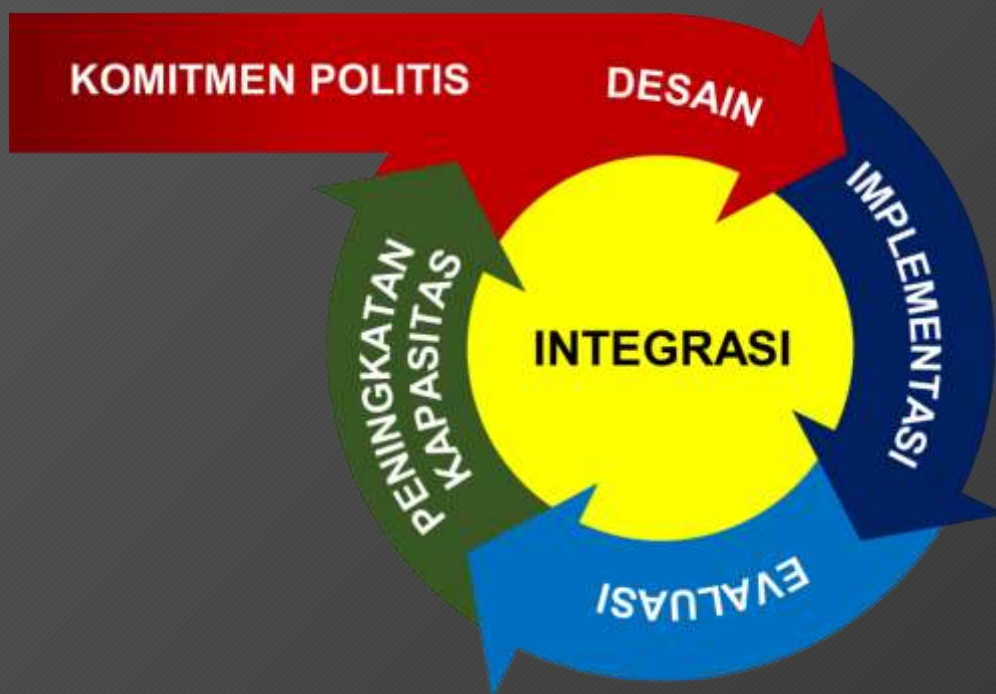 KOMITMEN POLITIS
DESAIN
IMPLEMENTASI
EVALUASI
PENINGKATAN
KAPASITAS
INTEGRASI